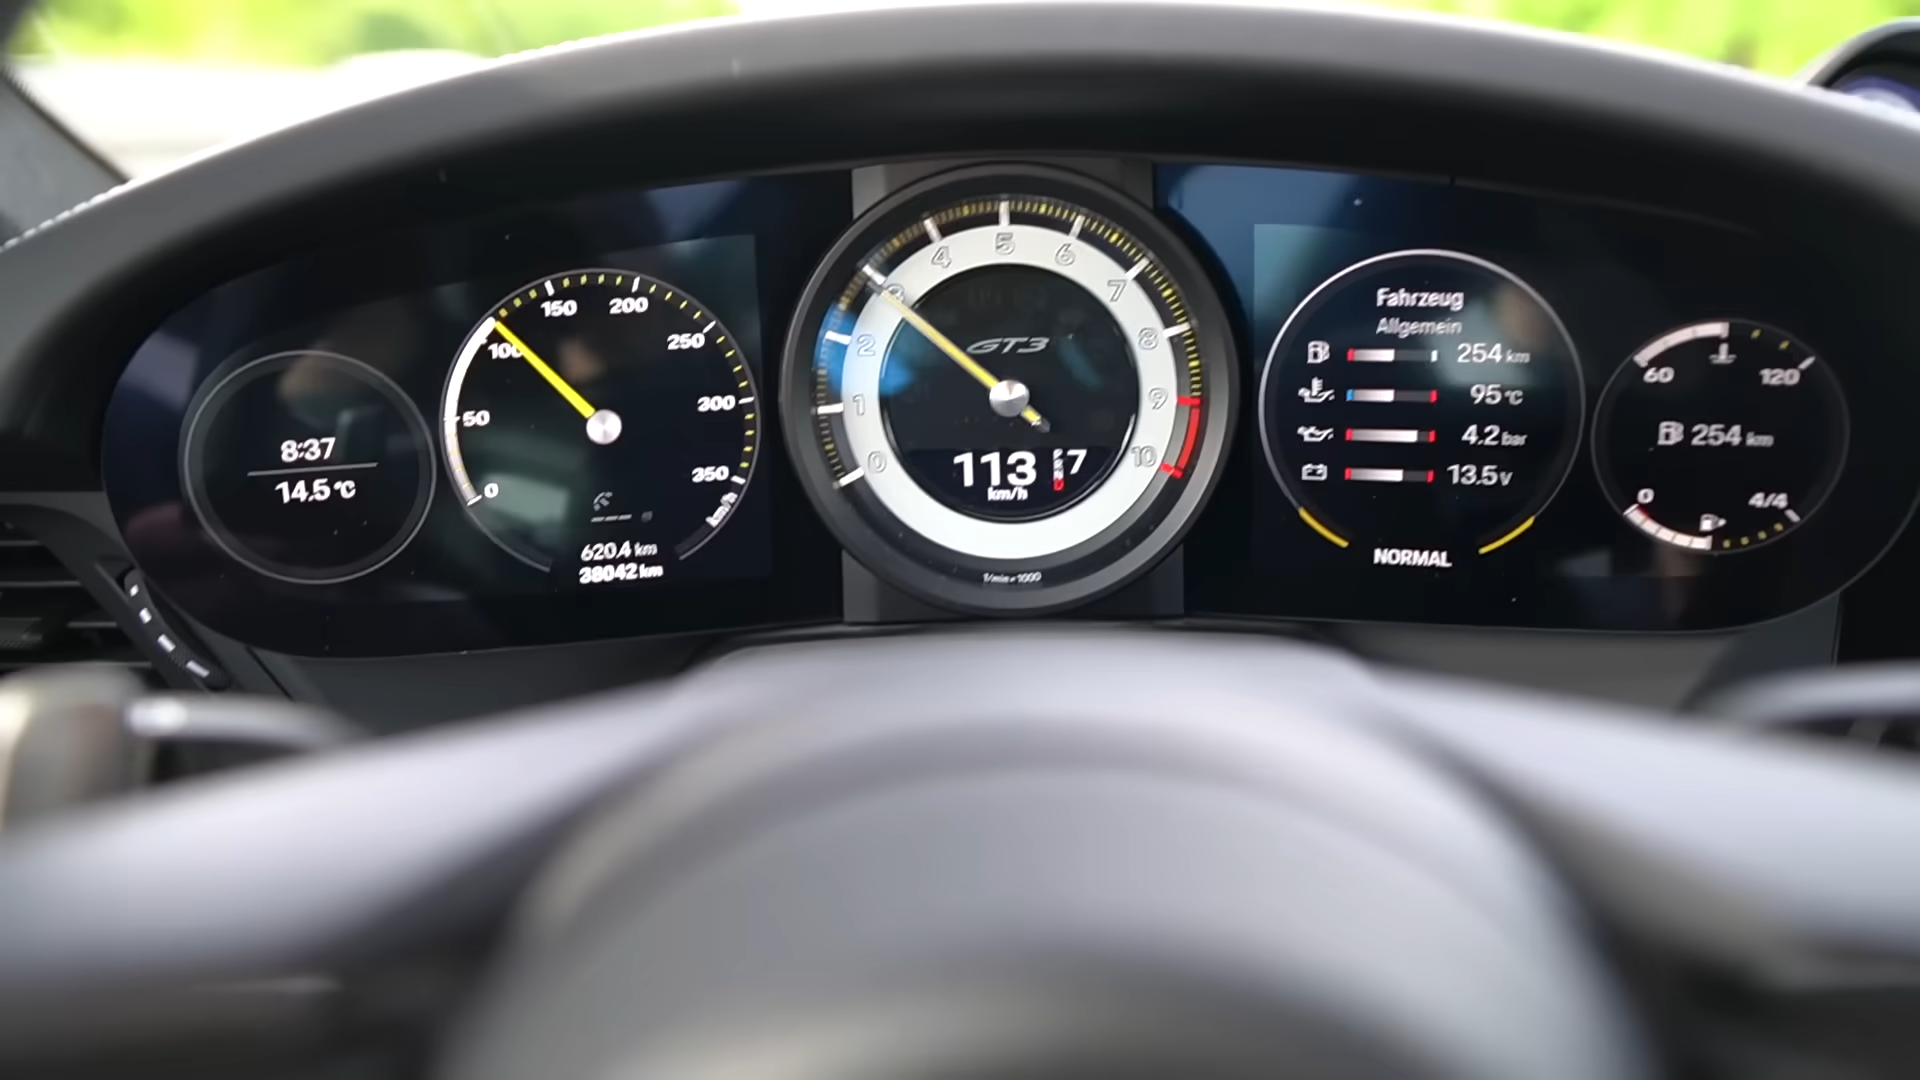 8:37
14.5°C
0
50
100
150
200
250
300
350
km/h
620.4 km
38042 km
0
1
2
3
4
5
6
7
8
9
10
GT3
113
km/h
7
1/min × 1000
Fahrzeug
Allgemein
254 km
95°C
4.2 bar
13.5 V
NORMAL
60
120
254 km
0
4/4